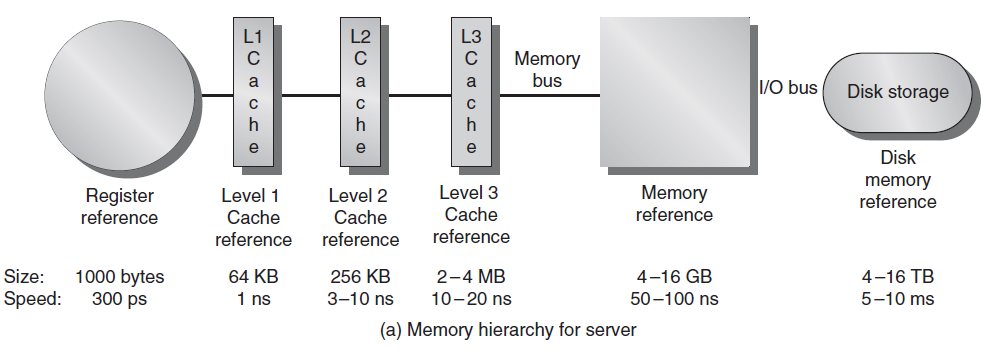 L1
C
a
c
h
e
L2
C
a
c
h
e
L3
C
a
c
h
e
Memory
bus
I/O bus
Disk storage
Register
reference
Level 1
Cache
reference
Level 2
Cache
reference
Level 3
Cache
reference
Memory
reference
Disk
memory
reference
Size: 1000 bytes 64 KB 256 KB 2–4 MB 4–16 GB 4–16 TB
Speed: 300 ps 1 ns 3–10 ns 10–20 ns 50–100 ns 5–10 ms
(a) Memory hierarchy for server